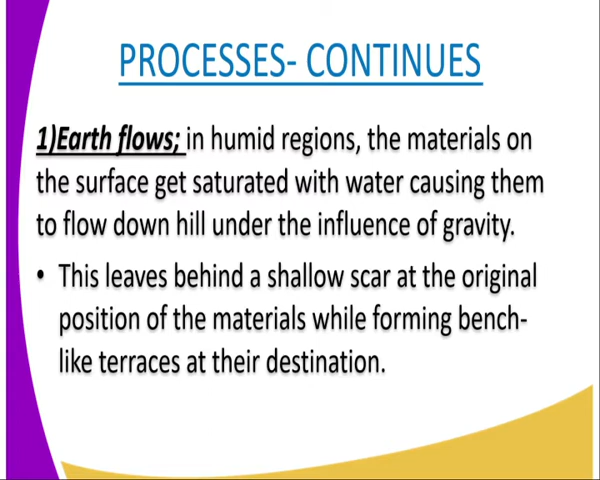 PROCESSES- CONTINUES
1)Earth flows; in humid regions, the materials on
the surface get saturated with water causing them
to flow down hill under the influence of gravity.
• This leaves behind a shallow scar at the original
position of the materials while forming bench-
like terraces at their destination.